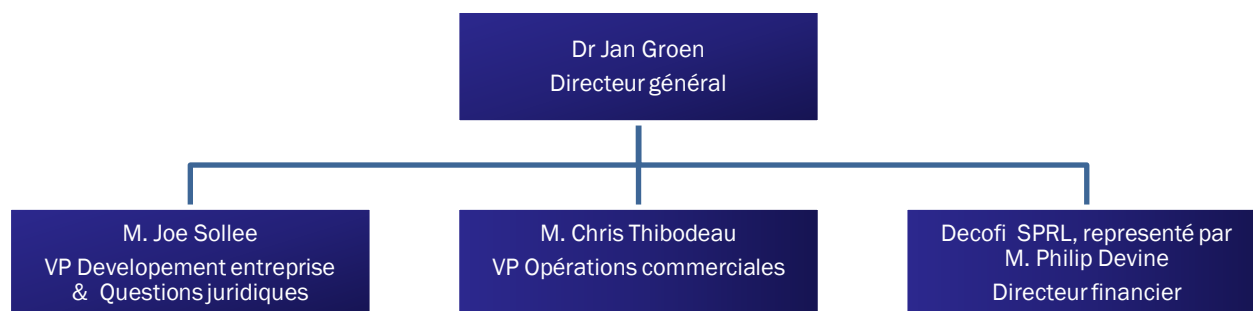 Dr Jan Groen
Directeur général
M. Joe Sollee
VP Developement entreprise
& Questions juridiques
M. Chris Thibodeau
VP Opérations commerciales
Decofi SPRL, representé par
M. Philip Devine
Directeur financier